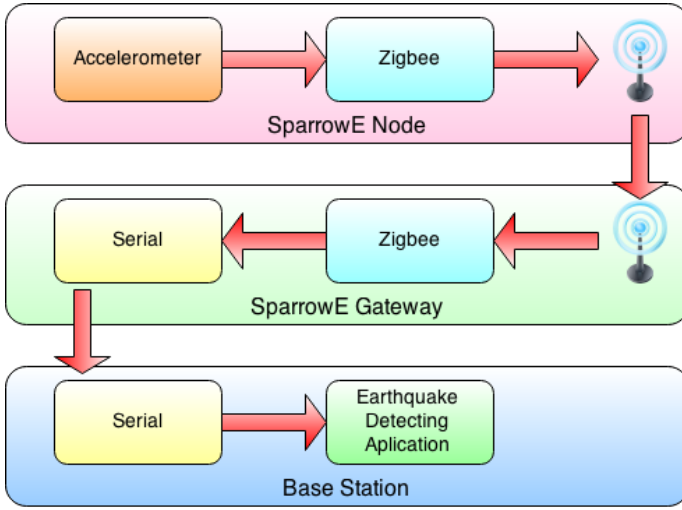 Accelerometer
Zigbee
SparrowE Node
Serial
Zigbee
SparrowE Gateway
Serial
Earthquake
Detecting
Aplication
Base Station